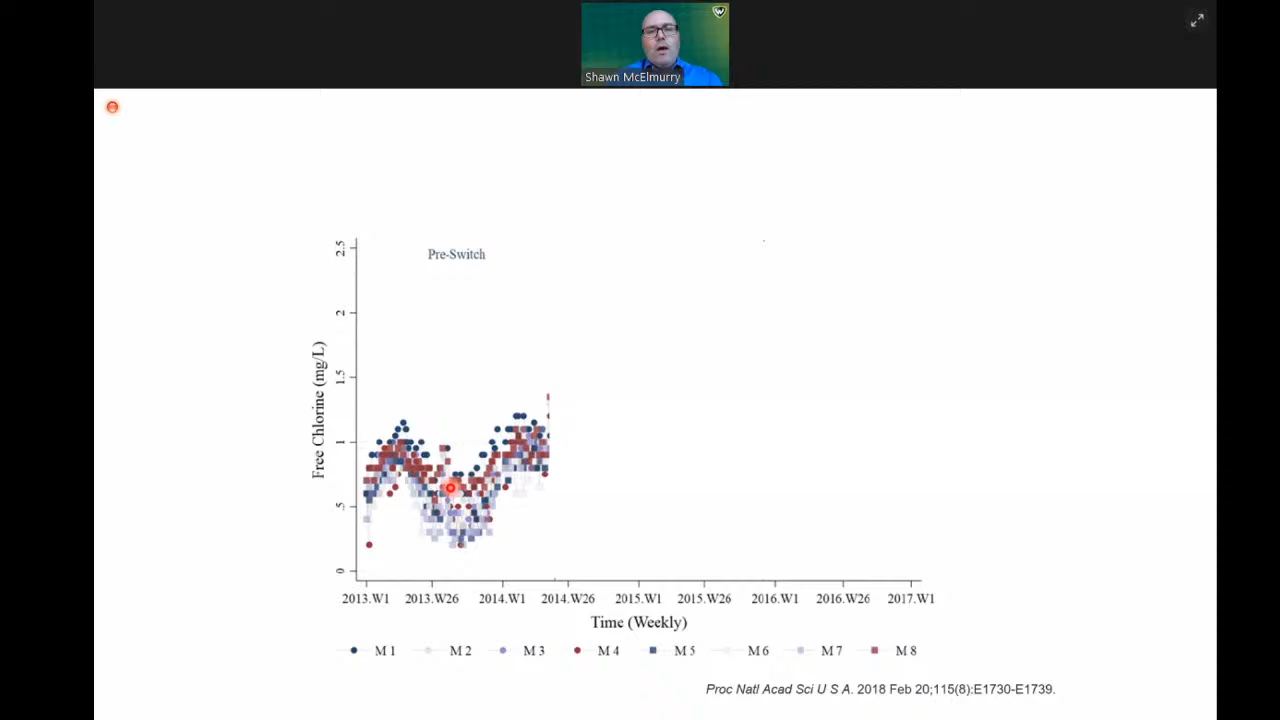 W
Shawn McElmurry
Pre-Switch
2.5
2
1.5
1
.5
0
Free Chlorine (mg/L)
2013.W1 2013.W26 2014.W1 2014.W26 2015.W1 2015.W26 2016.W1 2016.W26 2017.W1
Time (Weekly)
M 1 M 2 M 3 M 4 M 5 M 6 M 7 M 8
Proc Natl Acad Sci U S A. 2018 Feb 20;115(8):E1730-E1739.